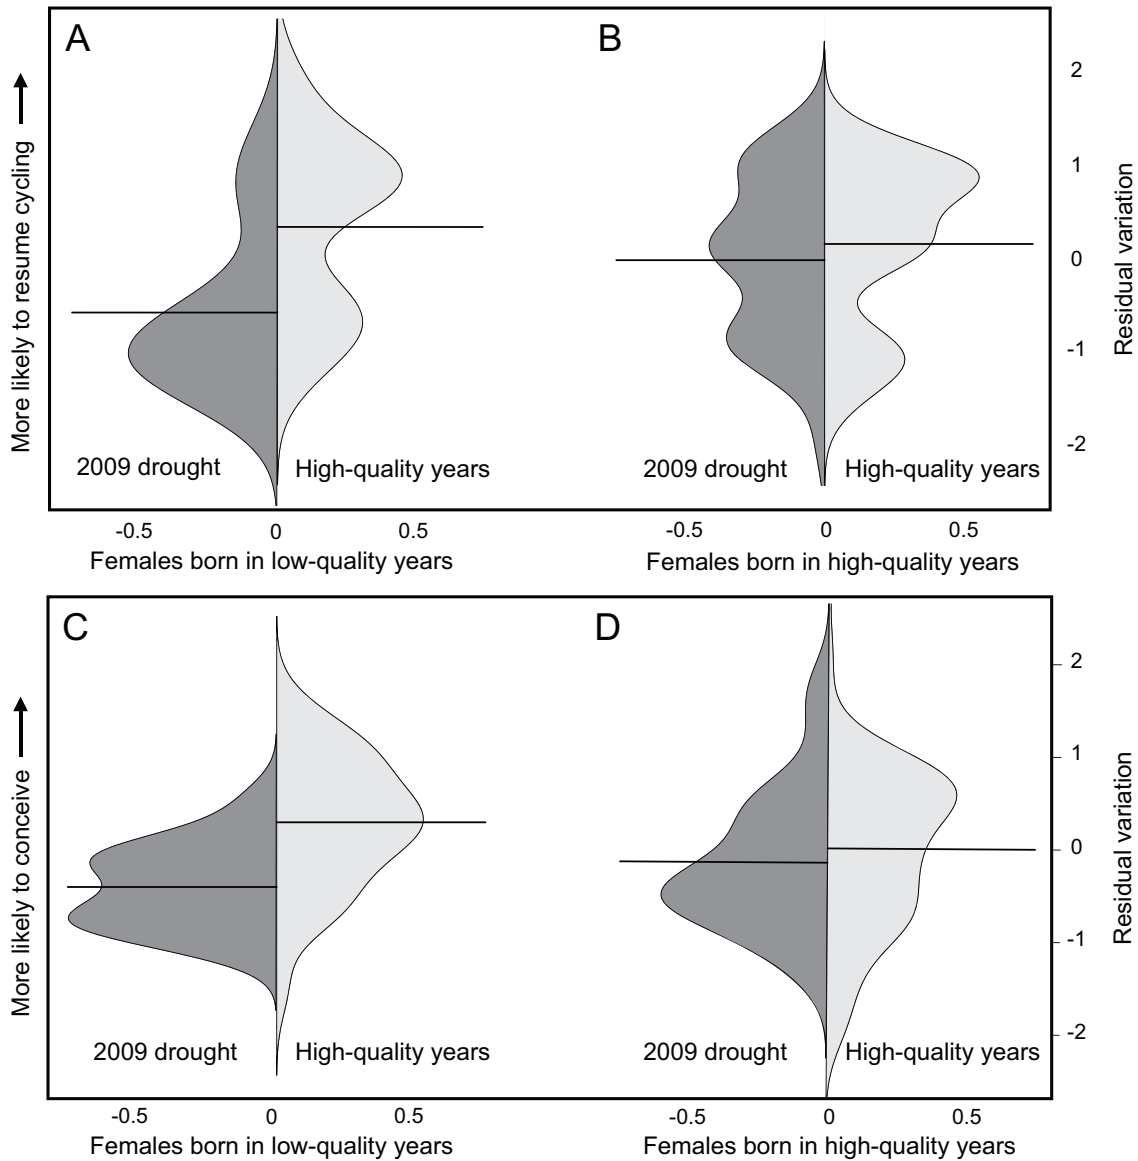 A
B
2
1
0
-1
-2
More likely to resume cycling
Residual variation
2009 drought
High-quality years
2009 drought
High-quality years
-0.5
0
0.5
-0.5
0
0.5
Females born in low-quality years
Females born in high-quality years
C
D
2
1
0
-1
-2
More likely to conceive
Residual variation
2009 drought
High-quality years
2009 drought
High-quality years
-0.5
0
0.5
-0.5
0
0.5
Females born in low-quality years
Females born in high-quality years